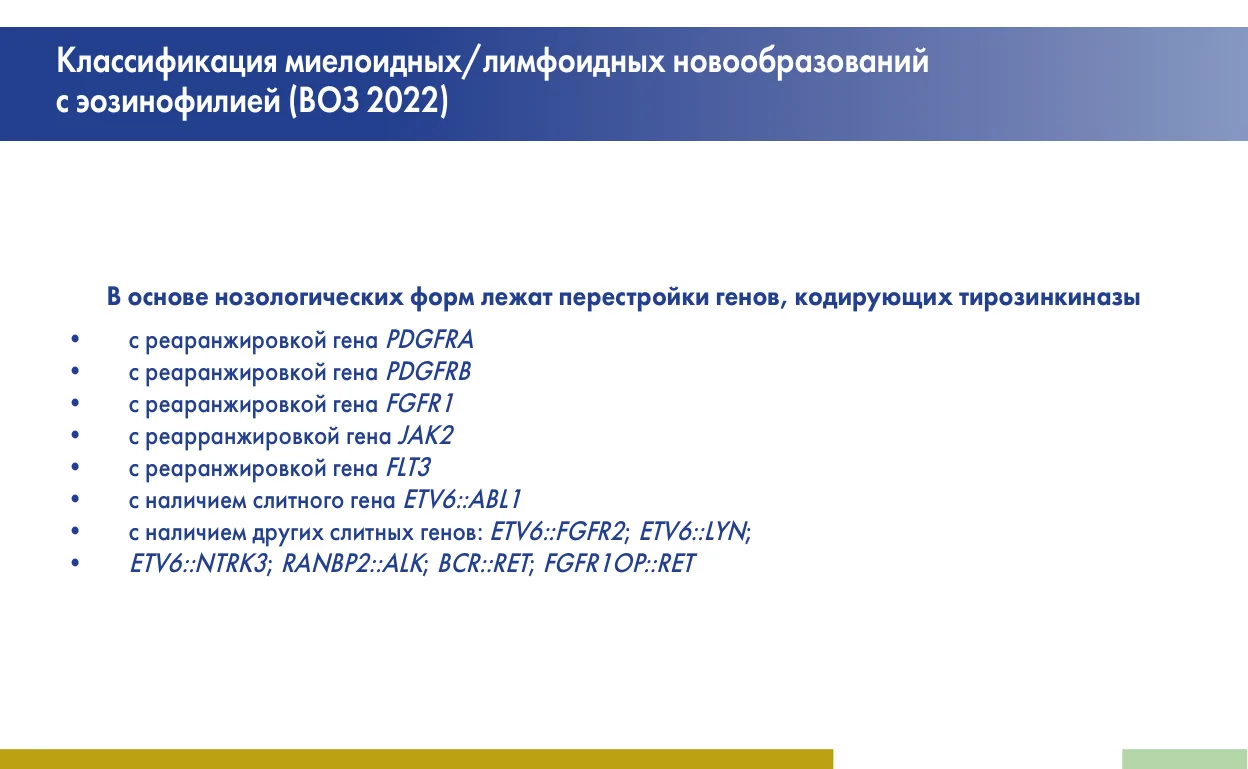 Классификация миелоидных/лимфоидных новообразований
с эозинофилией (ВОЗ 2022)
В основе нозологических форм лежат перестройки генов, кодирующих тирозинкиназы
• с реаранжировкой гена PDGFRA
• с реаранжировкой гена PDGFRB
• с реаранжировкой гена FGFR1
• с реарранжировкой гена JAK2
• с реаранжировкой гена FLT3
• с наличием слитного гена ETV6::ABL1
• с наличием других слитных генов: ETV6::FGFR2; ETV6::LYN;
• ETV6::NTRK3; RANBP2::ALK; BCR::RET; FGFR1OP::RET